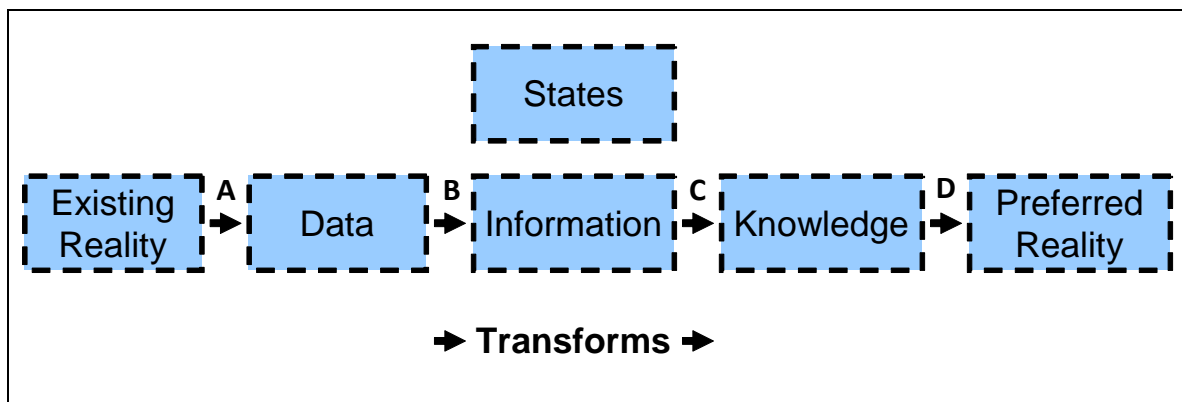 States
A
B
C
D
Existing
Reality
Data
Information
Knowledge
Preferred
Reality
Transforms